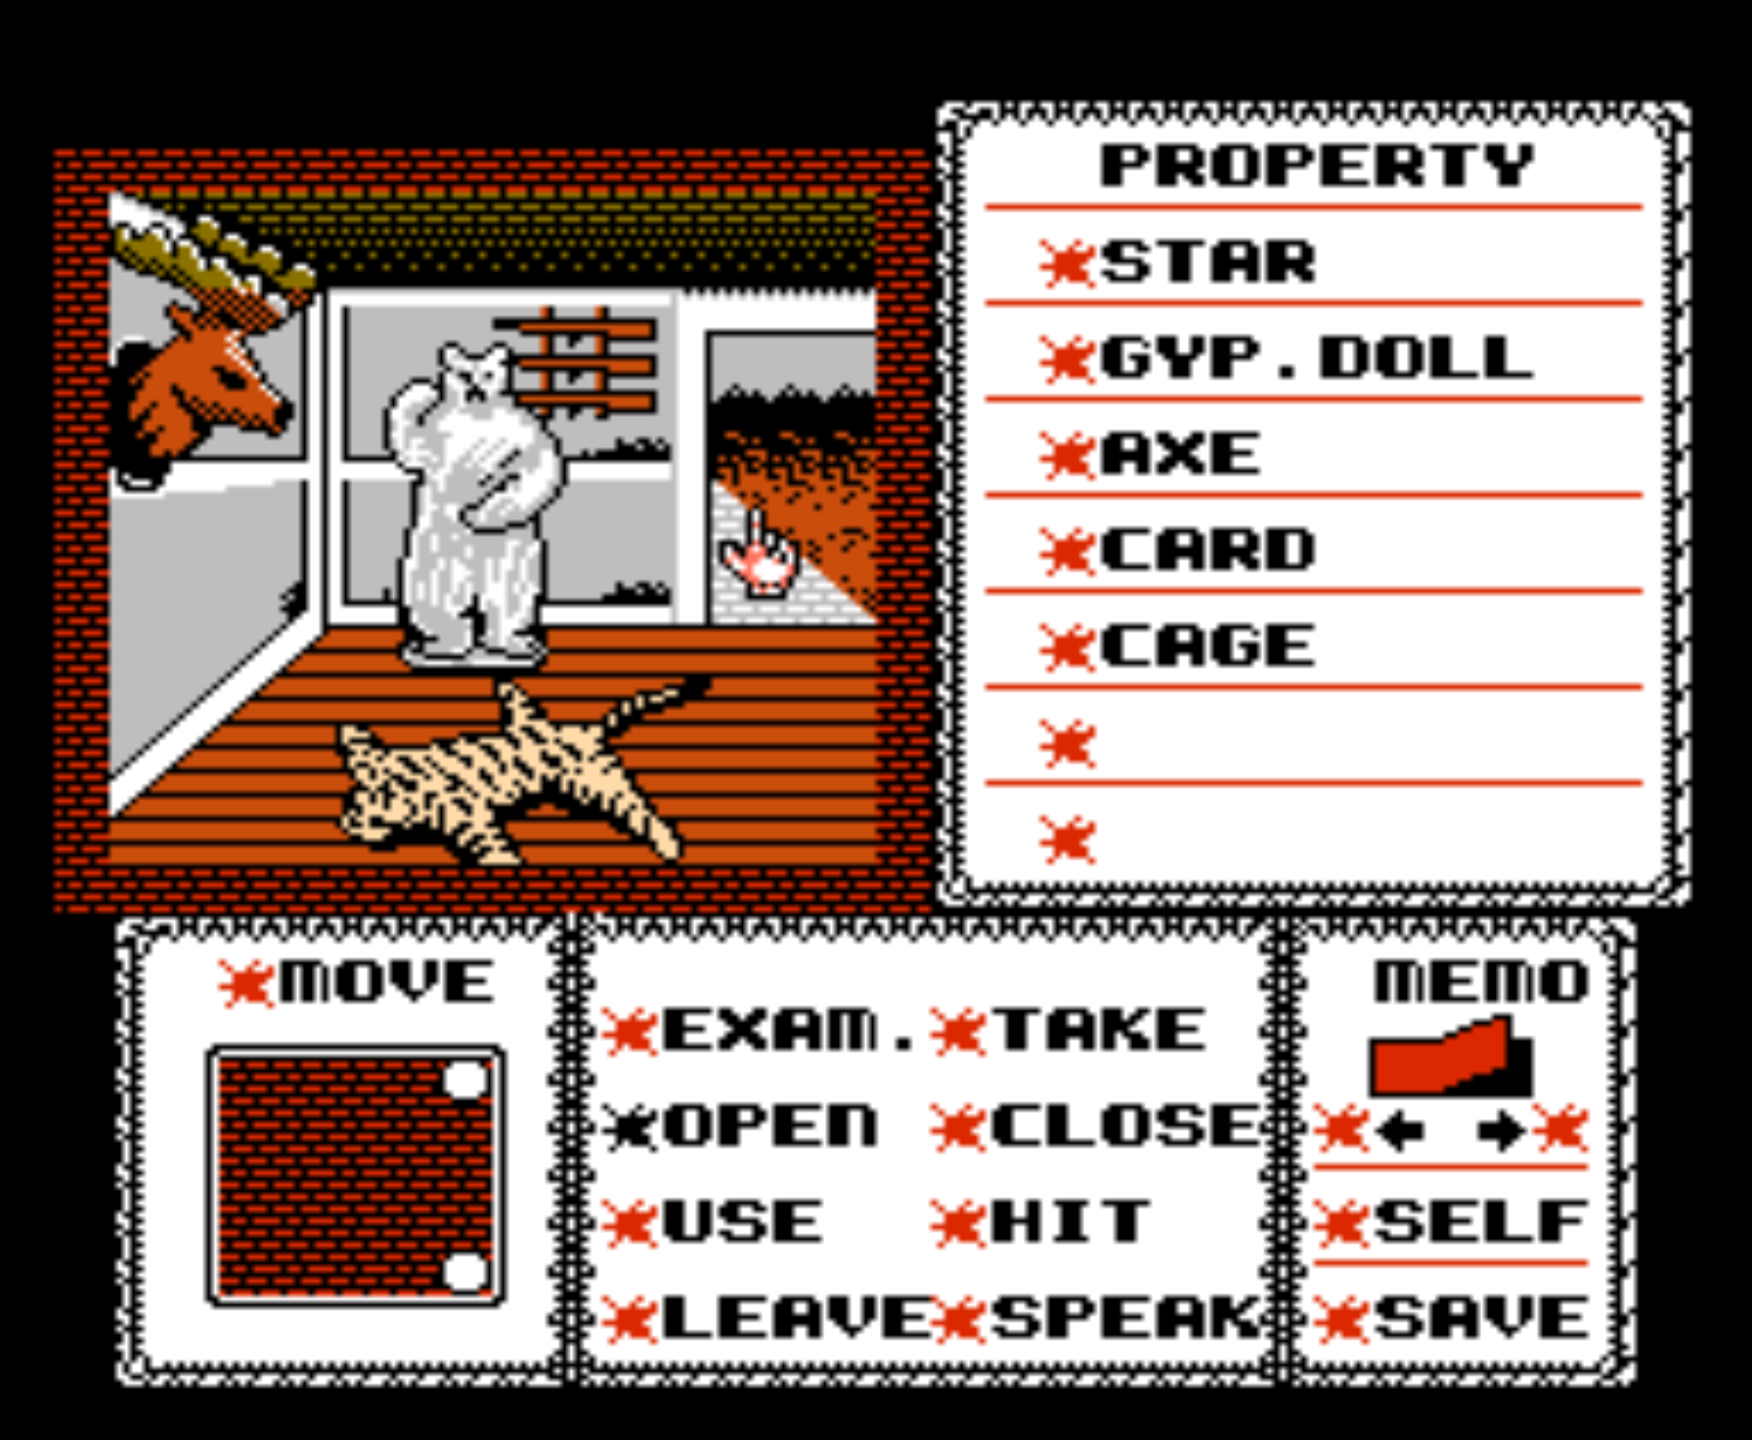 PROPERTY
STAR
GYP.DOLL
AXE
CARD
CAGE
MOVE
EXAM. TAKE
OPEN CLOSE
USE HIT
LEAVE SPEAK
MEMO
SELF
SAVE